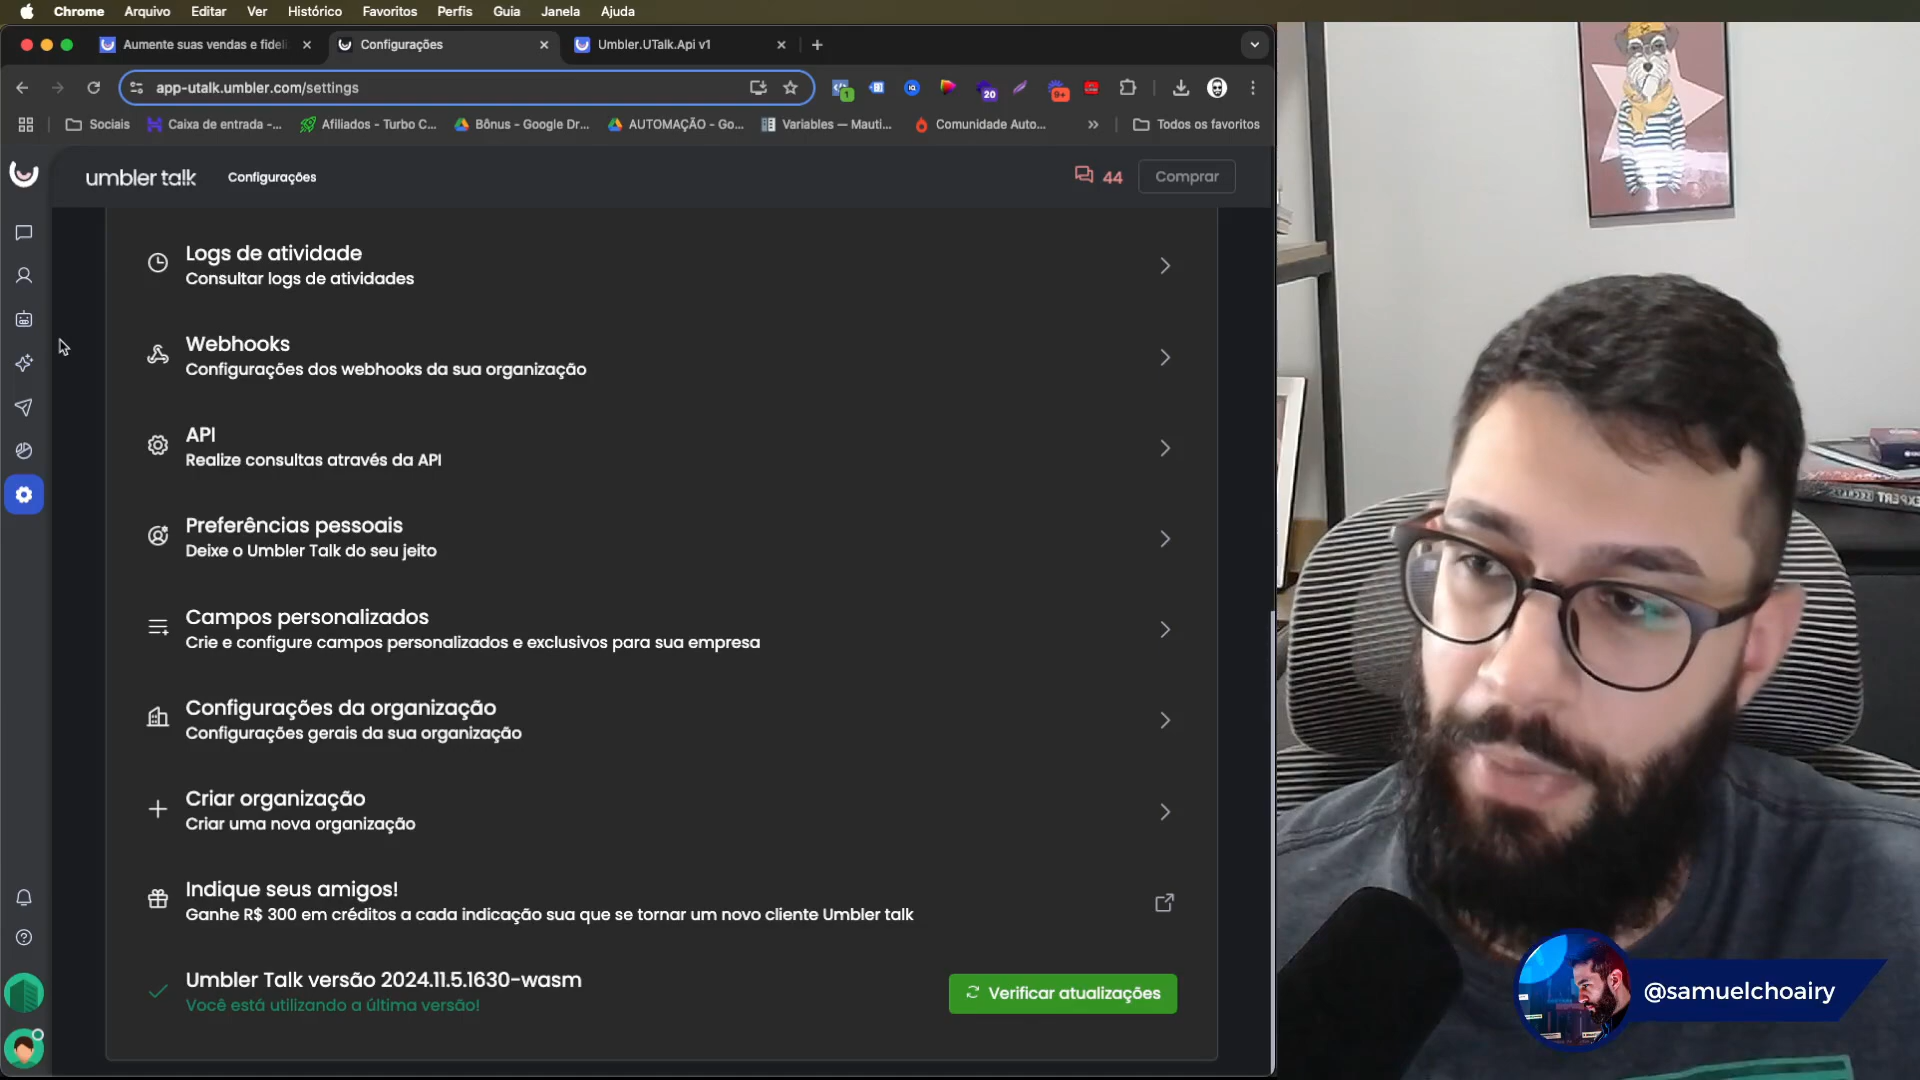 Chrome Arquivo Editar Ver Histórico Favoritos Perfis Guia Janela Ajuda
Aumente suas vendas e fideli
Configurações
Umbler.UTalk.Api v1
app-utalk.umbler.com/settings
1
20
9+
Sociais
Caixa de entrada -...
Afiliados - Turbo C...
Bônus - Google Dr...
AUTOMAÇÃO - Go...
Variables — Mauti...
Comunidade Auto...
»
Todos os favoritos
umbler talk
Configurações
44
Comprar
Logs de atividade
Consultar logs de atividades
Webhooks
Configurações dos webhooks da sua organização
API
Realize consultas através da API
Preferências pessoais
Deixe o Umbler Talk do seu jeito
Campos personalizados
Crie e configure campos personalizados e exclusivos para sua empresa
Configurações da organização
Configurações gerais da sua organização
Criar organização
Criar uma nova organização
Indique seus amigos!
Ganhe R$ 300 em créditos a cada indicação sua que se tornar um novo cliente Umbler talk
Umbler Talk versão 2024.11.5.1630-wasm
Você está utilizando a última versão!
Verificar atualizações
@samuelchoairy